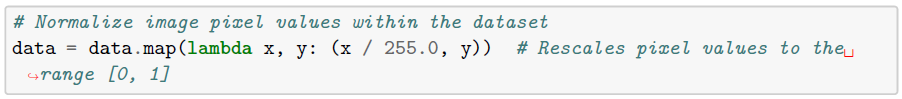 # Normalize image pixel values within the dataset
data = data.map(lambda x, y: (x / 255.0, y))  # Rescales pixel values to the␣
↪range [0, 1]